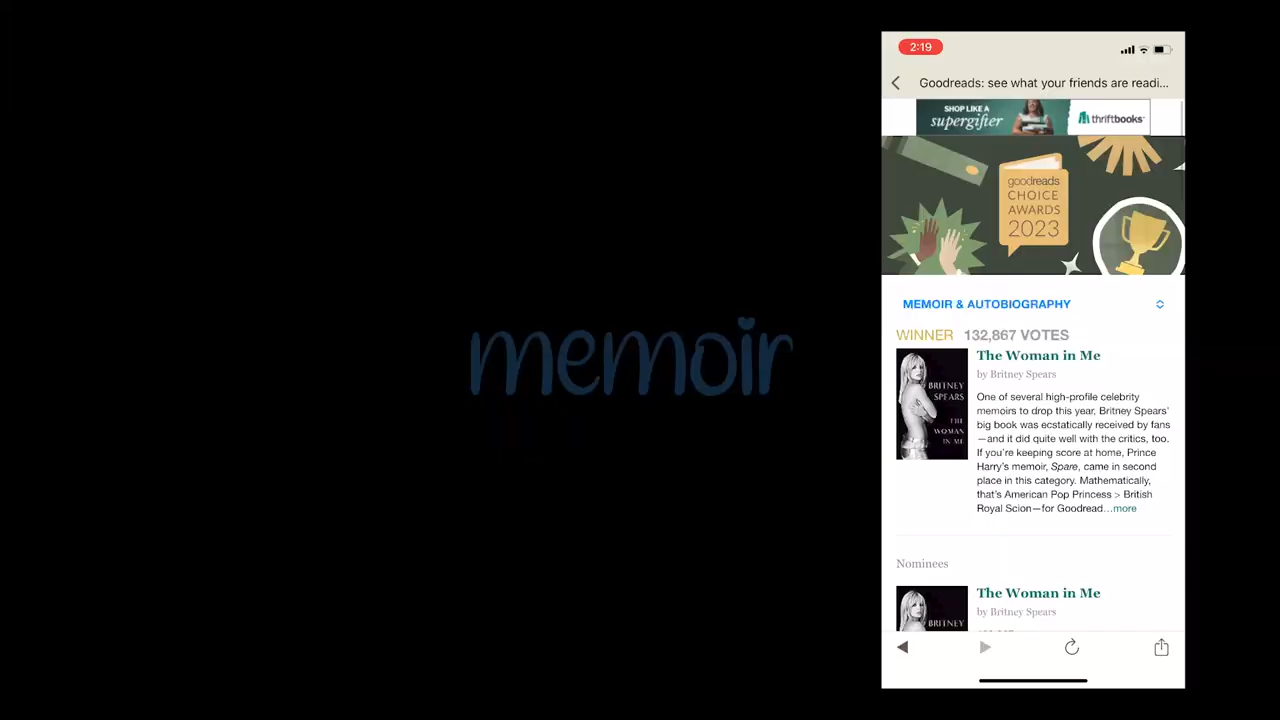 memoir
2:19
Goodreads: see what your friends are readi...
SHOP LIKE A
supergifter
thriftbooks
goodreads
CHOICE
AWARDS
2023
MEMOIR & AUTOBIOGRAPHY
WINNER 132,867 VOTES
BRITNEY
SPEARS
THE
WOMAN
IN ME
The Woman in Me
by Britney Spears
One of several high-profile celebrity
memoirs to drop this year, Britney Spears'
big book was ecstatically received by fans
—and it did quite well with the critics, too.
If you're keeping score at home, Prince
Harry's memoir, Spare, came in second
place in this category. Mathematically,
that's American Pop Princess > British
Royal Scion—for Goodread...more
Nominees
BRITNEY
The Woman in Me
by Britney Spears